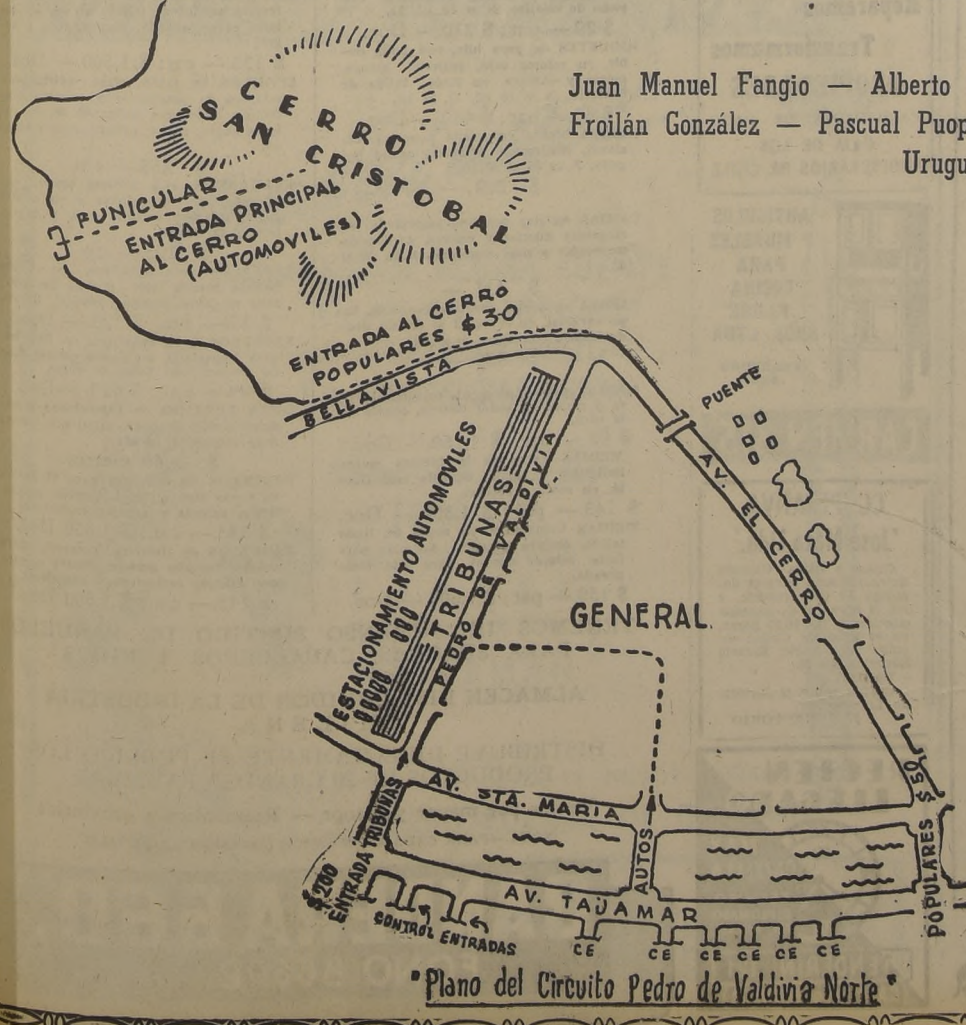 Juan Manuel Fangio — Alberto
Froilán González — Pascual Puop
Urugu
CERRO
SAN CRISTOBAL
FUNICULAR
ENTRADA PRINCIPAL
AL CERRO
(AUTOMOVILES)
ENTRADA AL CERRO
POPULARES $30
BELLAVISTA
PUENTE
AV. EL CERRO
ESTACIONAMIENTO AUTOMOVILES
TRIBUNAS
PEDRO DE VALDIVIA
GENERAL.
AV. STA. MARIA
AUTOS
POPULARES $50
ENTRADA TRIBUNAS
$.200
AV. TAJAMAR
CONTROL ENTRADAS
CE
CE
CE
CE
CE
CE
"Plano del Circuito Pedro de Valdivia Norte"